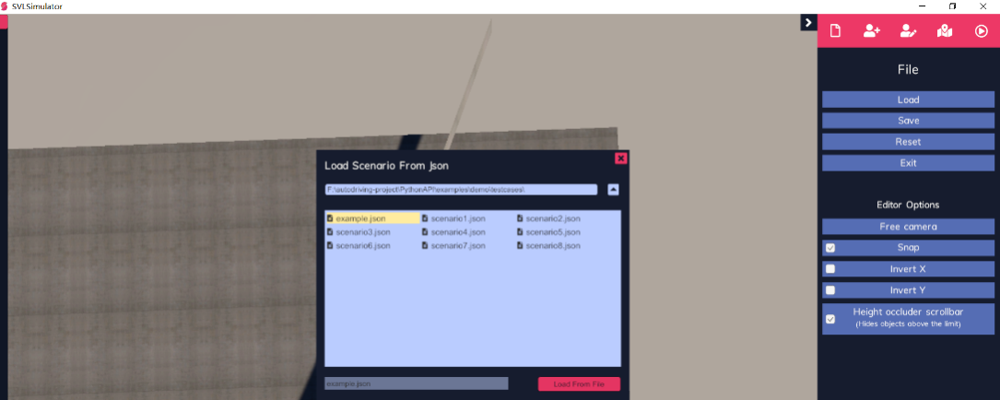 SVLSimulator
File
Load
Save
Reset
Exit
Editor Options
Free camera
Snap
Invert X
Invert Y
Height occluder scrollbar
(Hides objects above the limit)
Load Scenario From Json
F:\autodriving-project\PythonAPI\examples\demo\testcases\
example.json scenario1.json scenario2.json
scenario3.json scenario4.json scenario5.json
scenario6.json scenario7.json scenario8.json
example.json Load From File